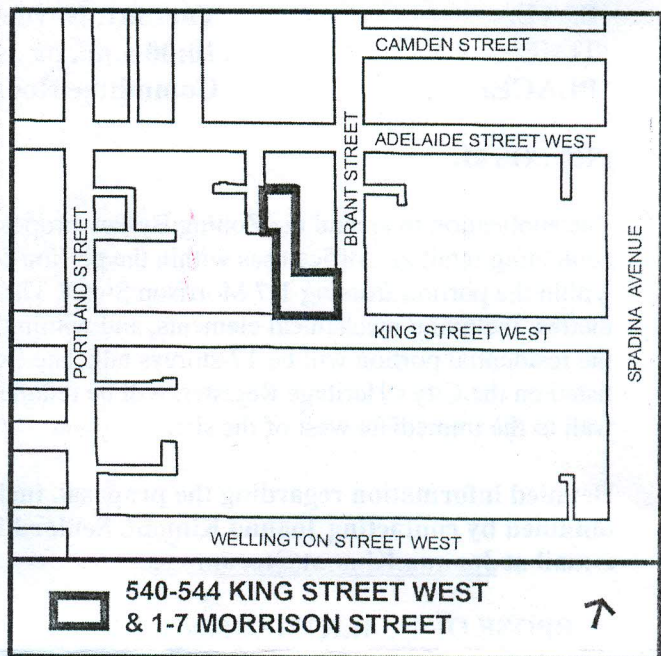 CAMDEN STREET
ADELAIDE STREET WEST
BRANT STREET
PORTLAND STREET
SPADINA AVENUE
KING STREET WEST
WELLINGTON STREET WEST
540-544 KING STREET WEST
& 1-7 MORRISON STREET